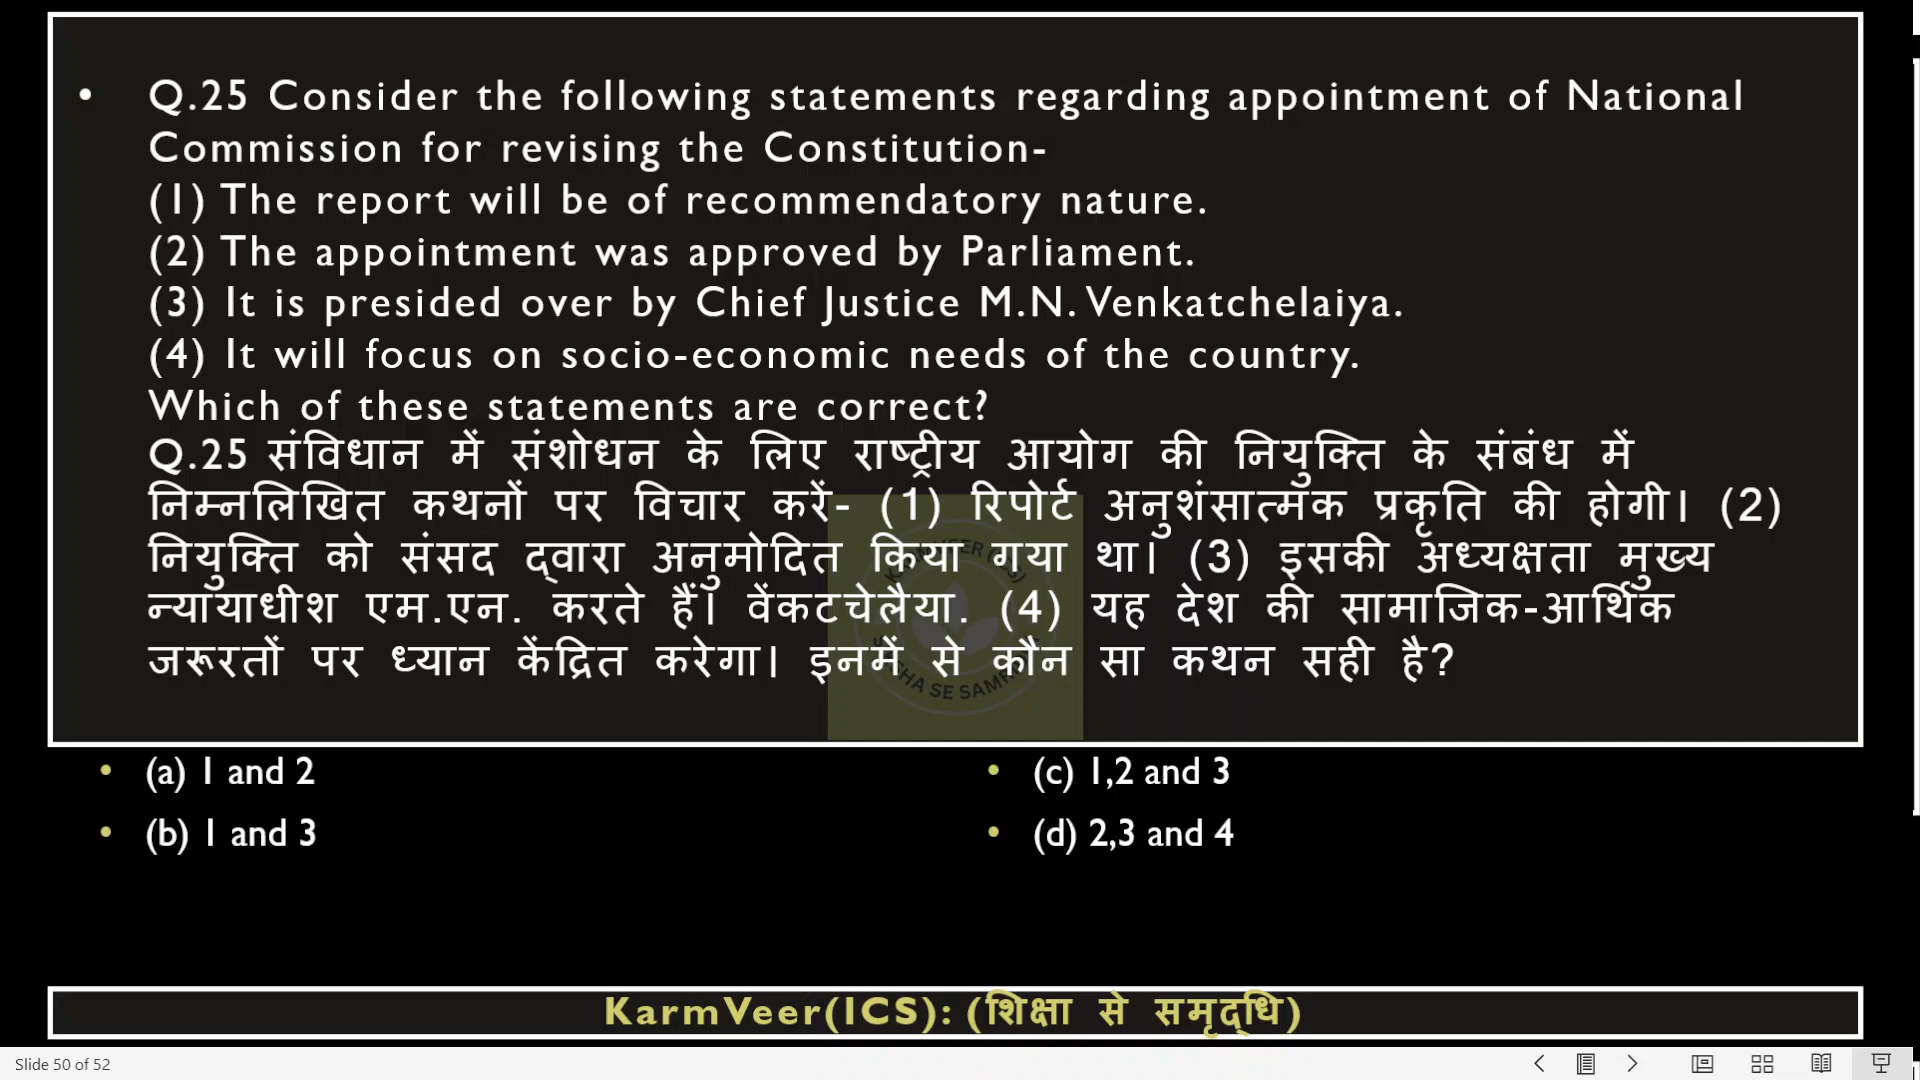 • Q.25 Consider the following statements regarding appointment of National
Commission for revising the Constitution-
(1) The report will be of recommendatory nature.
(2) The appointment was approved by Parliament.
(3) It is presided over by Chief Justice M.N. Venkatchelaiya.
(4) It will focus on socio-economic needs of the country.
Which of these statements are correct?
Q.25 संविधान में संशोधन के लिए राष्ट्रीय आयोग की नियुक्ति के संबंध में
निम्नलिखित कथनों पर विचार करें- (1) रिपोर्ट अनुशंसात्मक प्रकृति की होगी। (2)
नियुक्ति को संसद द्वारा अनुमोदित किया गया था। (3) इसकी अध्यक्षता मुख्य
न्यायाधीश एम.एन. करते हैं। वेंकटचेलैया. (4) यह देश की सामाजिक-आर्थिक
जरूरतों पर ध्यान केंद्रित करेगा। इनमें से कौन सा कथन सही है?
• (a) 1 and 2
• (b) 1 and 3
• (c) 1,2 and 3
• (d) 2,3 and 4
KarmVeer(ICS): (शिक्षा से समृद्धि)
Slide 50 of 52